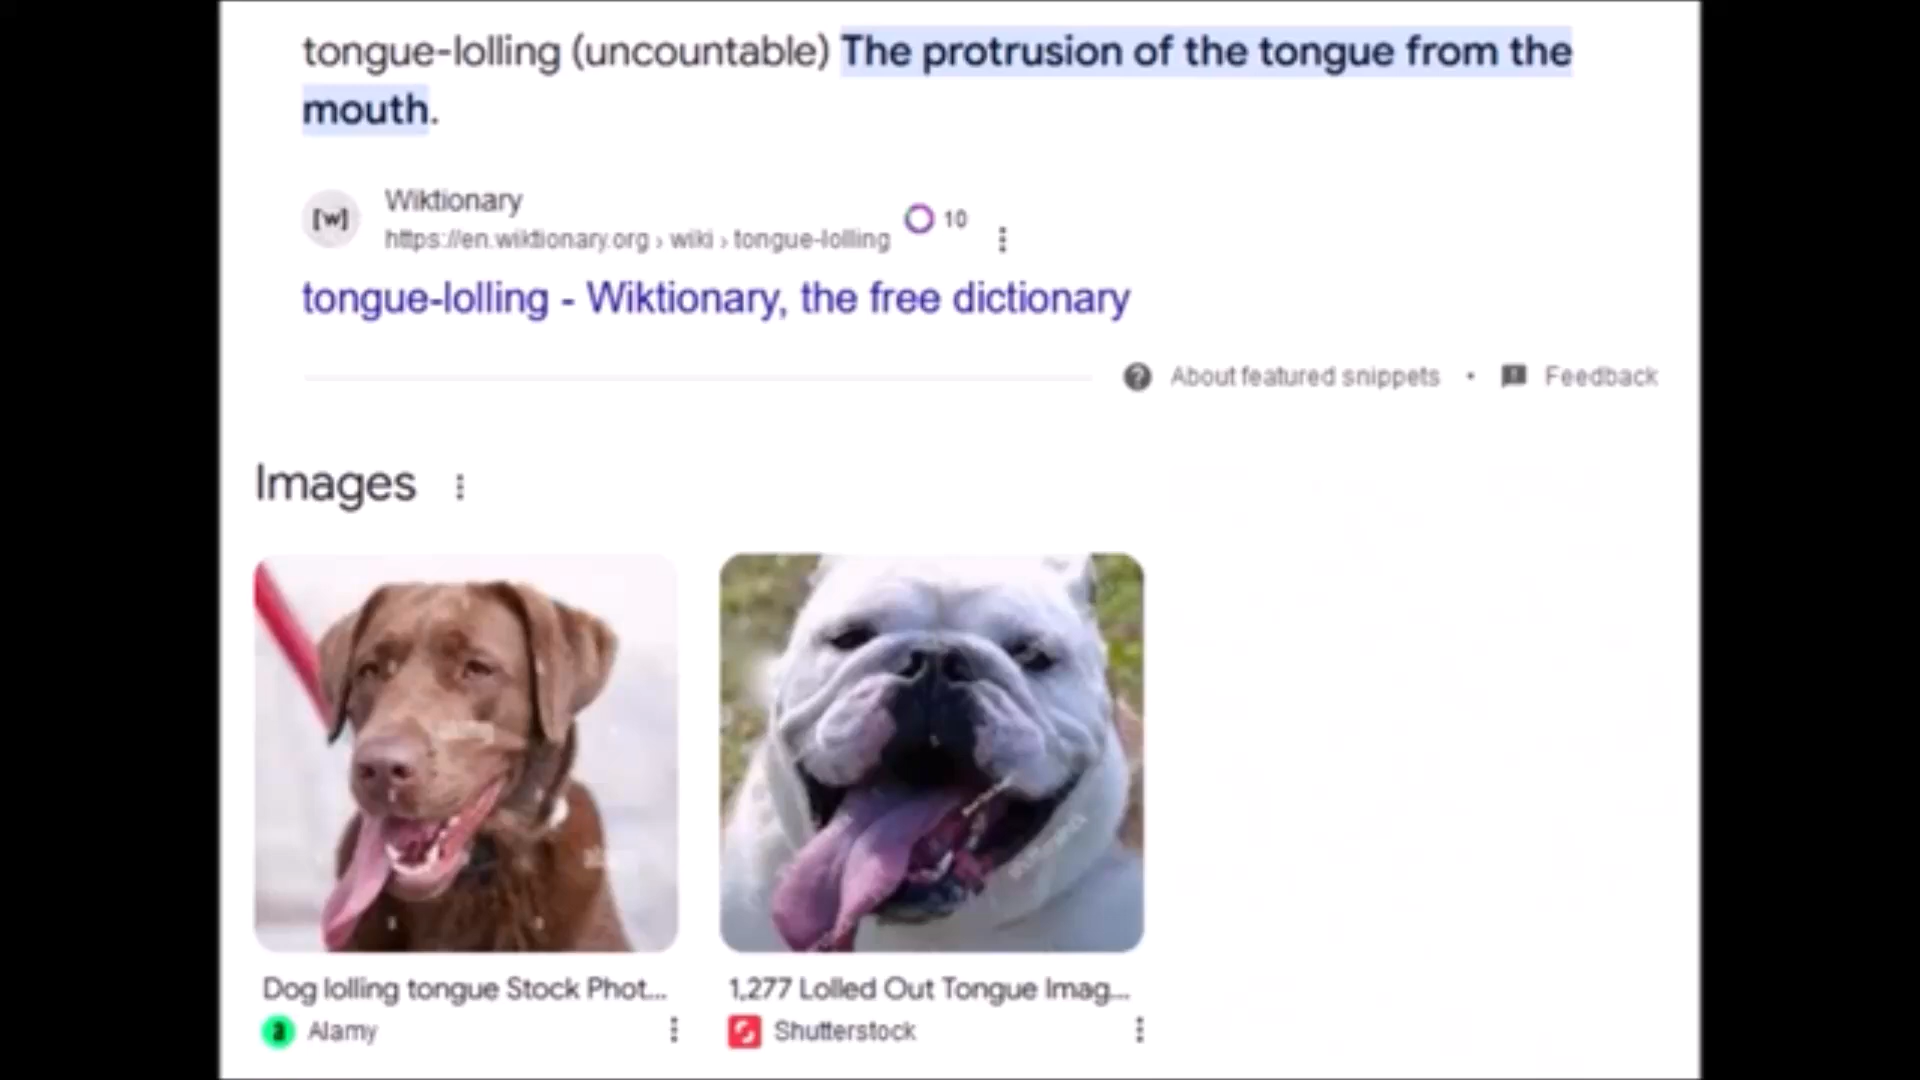 tongue-lolling (uncountable) The protrusion of the tongue from the
mouth.
[w]
Wiktionary
https://en.wiktionary.org › wiki › tongue-lolling
10
tongue-lolling - Wiktionary, the free dictionary
About featured snippets • Feedback
Images
Dog lolling tongue Stock Phot...
Alamy
1,277 Lolled Out Tongue Imag...
Shutterstock